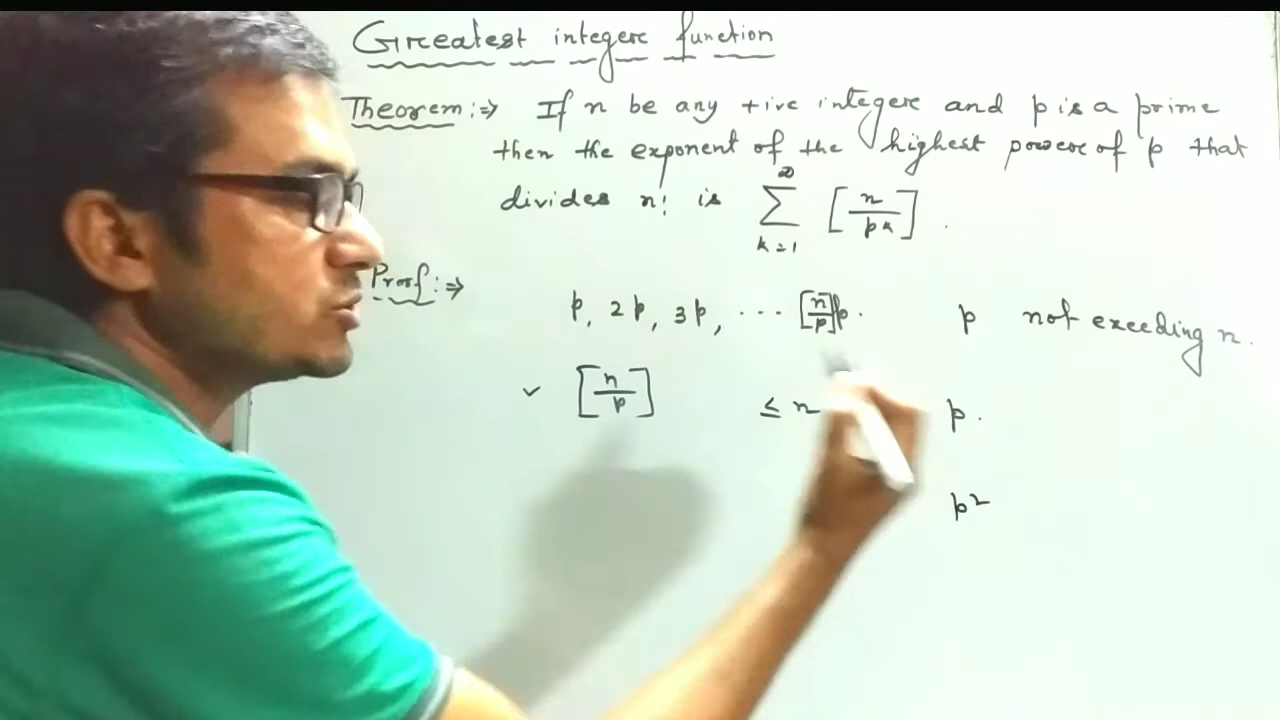 Greatest integer function
Theorem :⇒ If n be any +ive integer and p is a prime
then the exponent of the highest power of p that
divides n! is ∑_{k=1}^{∞} [n/p^k].
Proof :⇒
p, 2p, 3p, ... [n/p]p. p not exceeding n.
✓ [n/p] ≤ n p.
p²